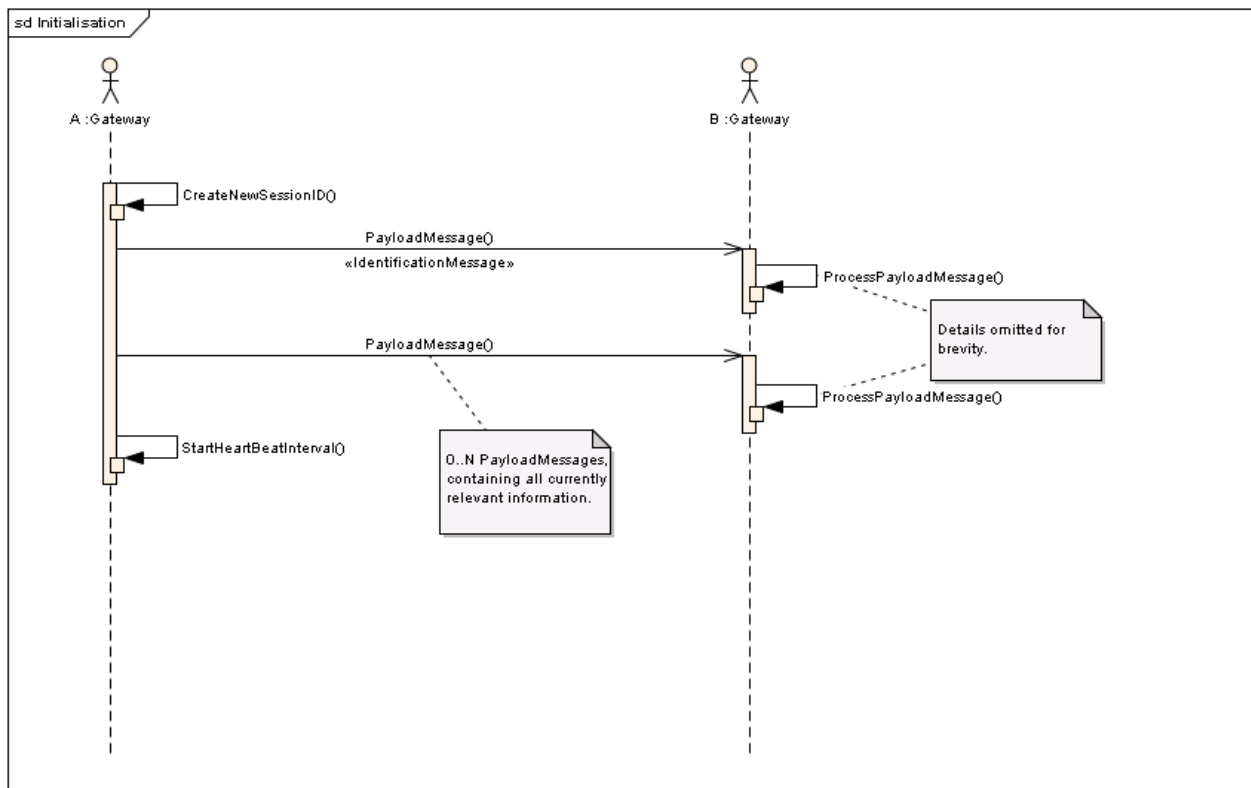 sd Initialisation
A :Gateway
B :Gateway
CreateNewSessionID()
PayloadMessage()
«IdentificationMessage»
ProcessPayloadMessage()
Details omitted for
brevity.
PayloadMessage()
ProcessPayloadMessage()
StartHeartBeatInterval()
0..N PayloadMessages,
containing all currently
relevant information.